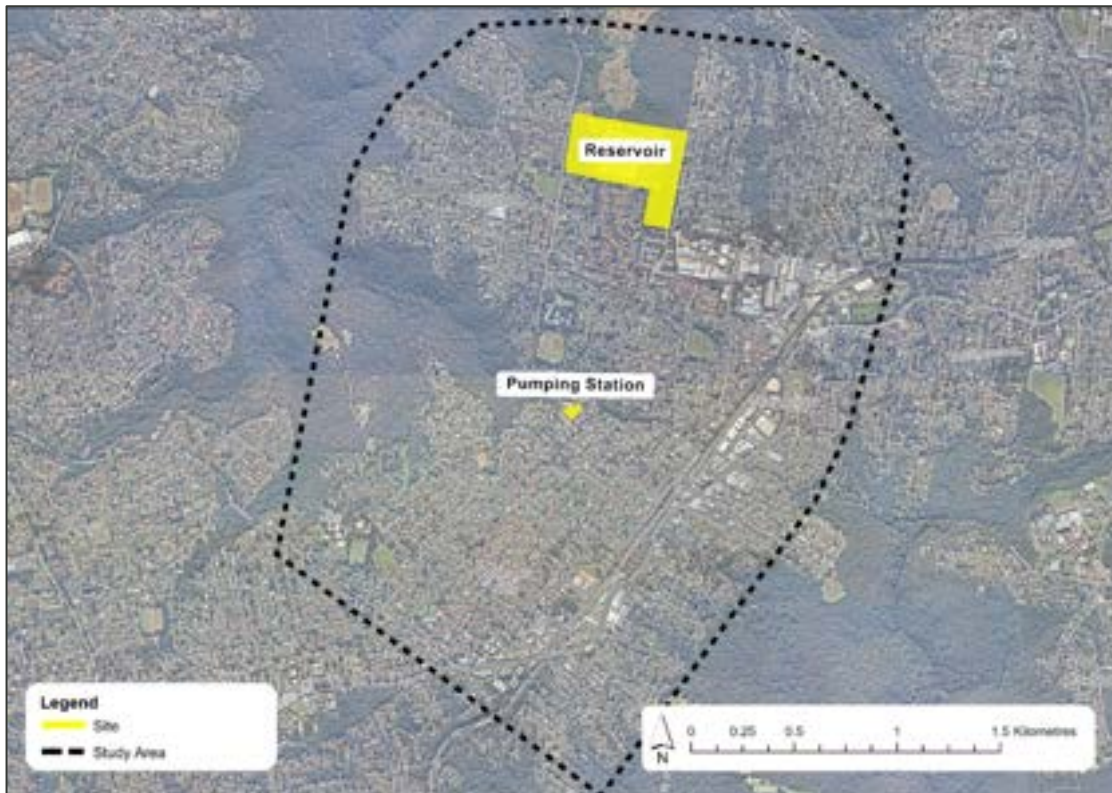 Reservoir
Pumping Station
Legend
Site
Study Area
N
0 0.25 0.5 1 1.5 Kilometres